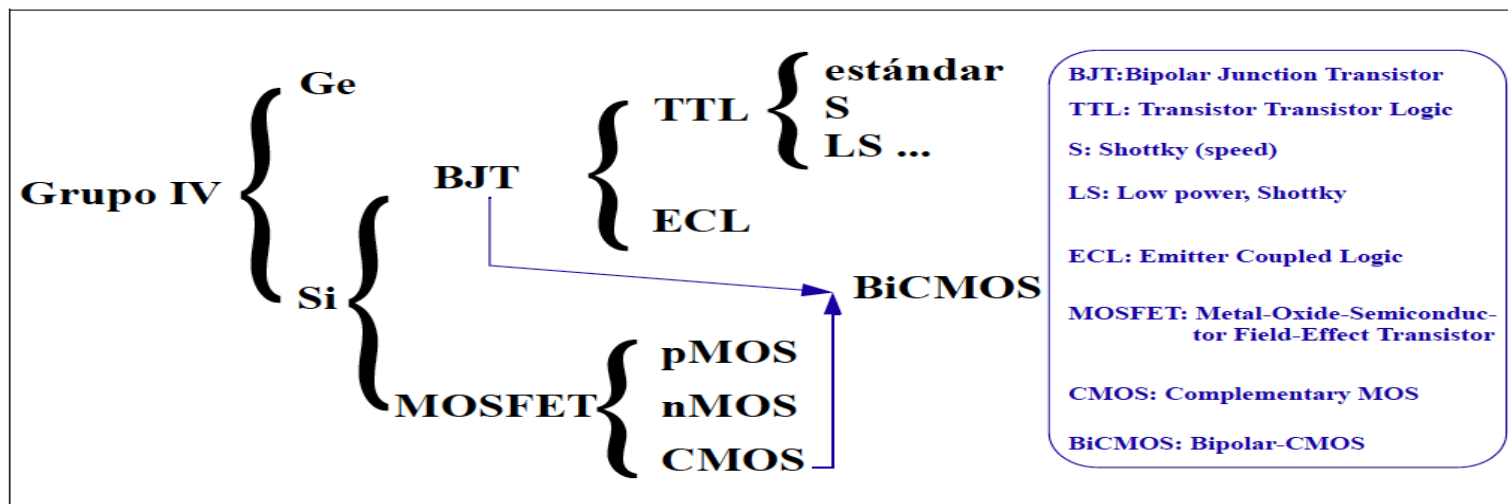 Grupo IV
Ge
Si
BJT
MOSFET
TTL
ECL
estándar
S
LS ...
pMOS
nMOS
CMOS
BiCMOS
BJT:Bipolar Junction Transistor
TTL: Transistor Transistor Logic
S: Shottky (speed)
LS: Low power, Shottky
ECL: Emitter Coupled Logic
MOSFET: Metal-Oxide-Semiconduc-
tor Field-Effect Transistor
CMOS: Complementary MOS
BiCMOS: Bipolar-CMOS